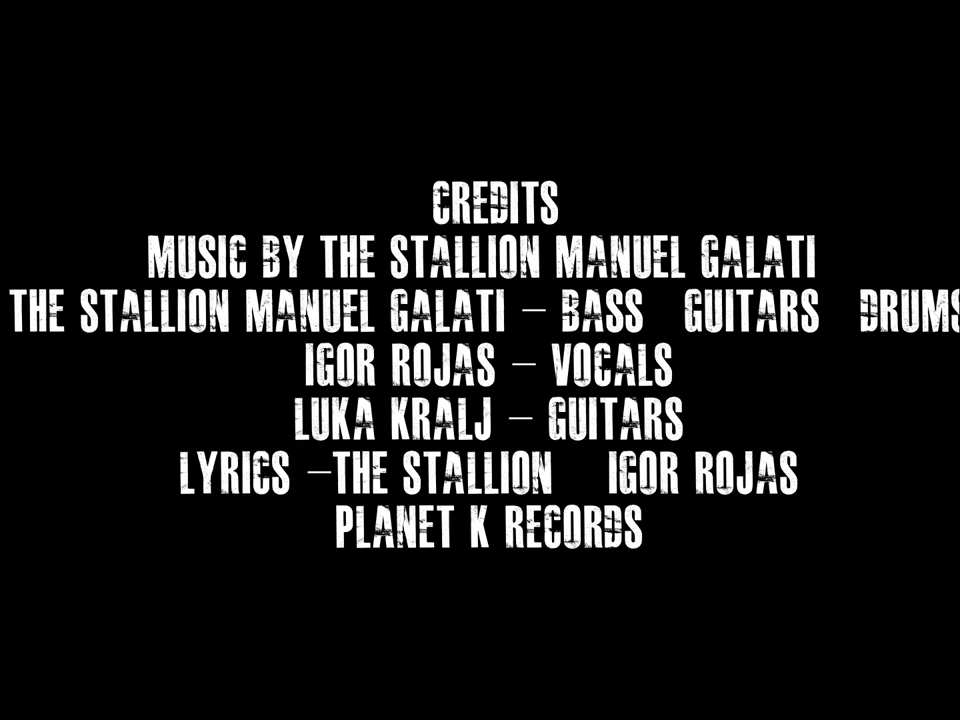 CREDITS
MUSIC BY THE STALLION MANUEL GALATI
THE STALLION MANUEL GALATI - BASS GUITARS DRUMS
IGOR ROJAS - VOCALS
LUKA KRALJ - GUITARS
LYRICS -THE STALLION IGOR ROJAS
PLANET K RECORDS